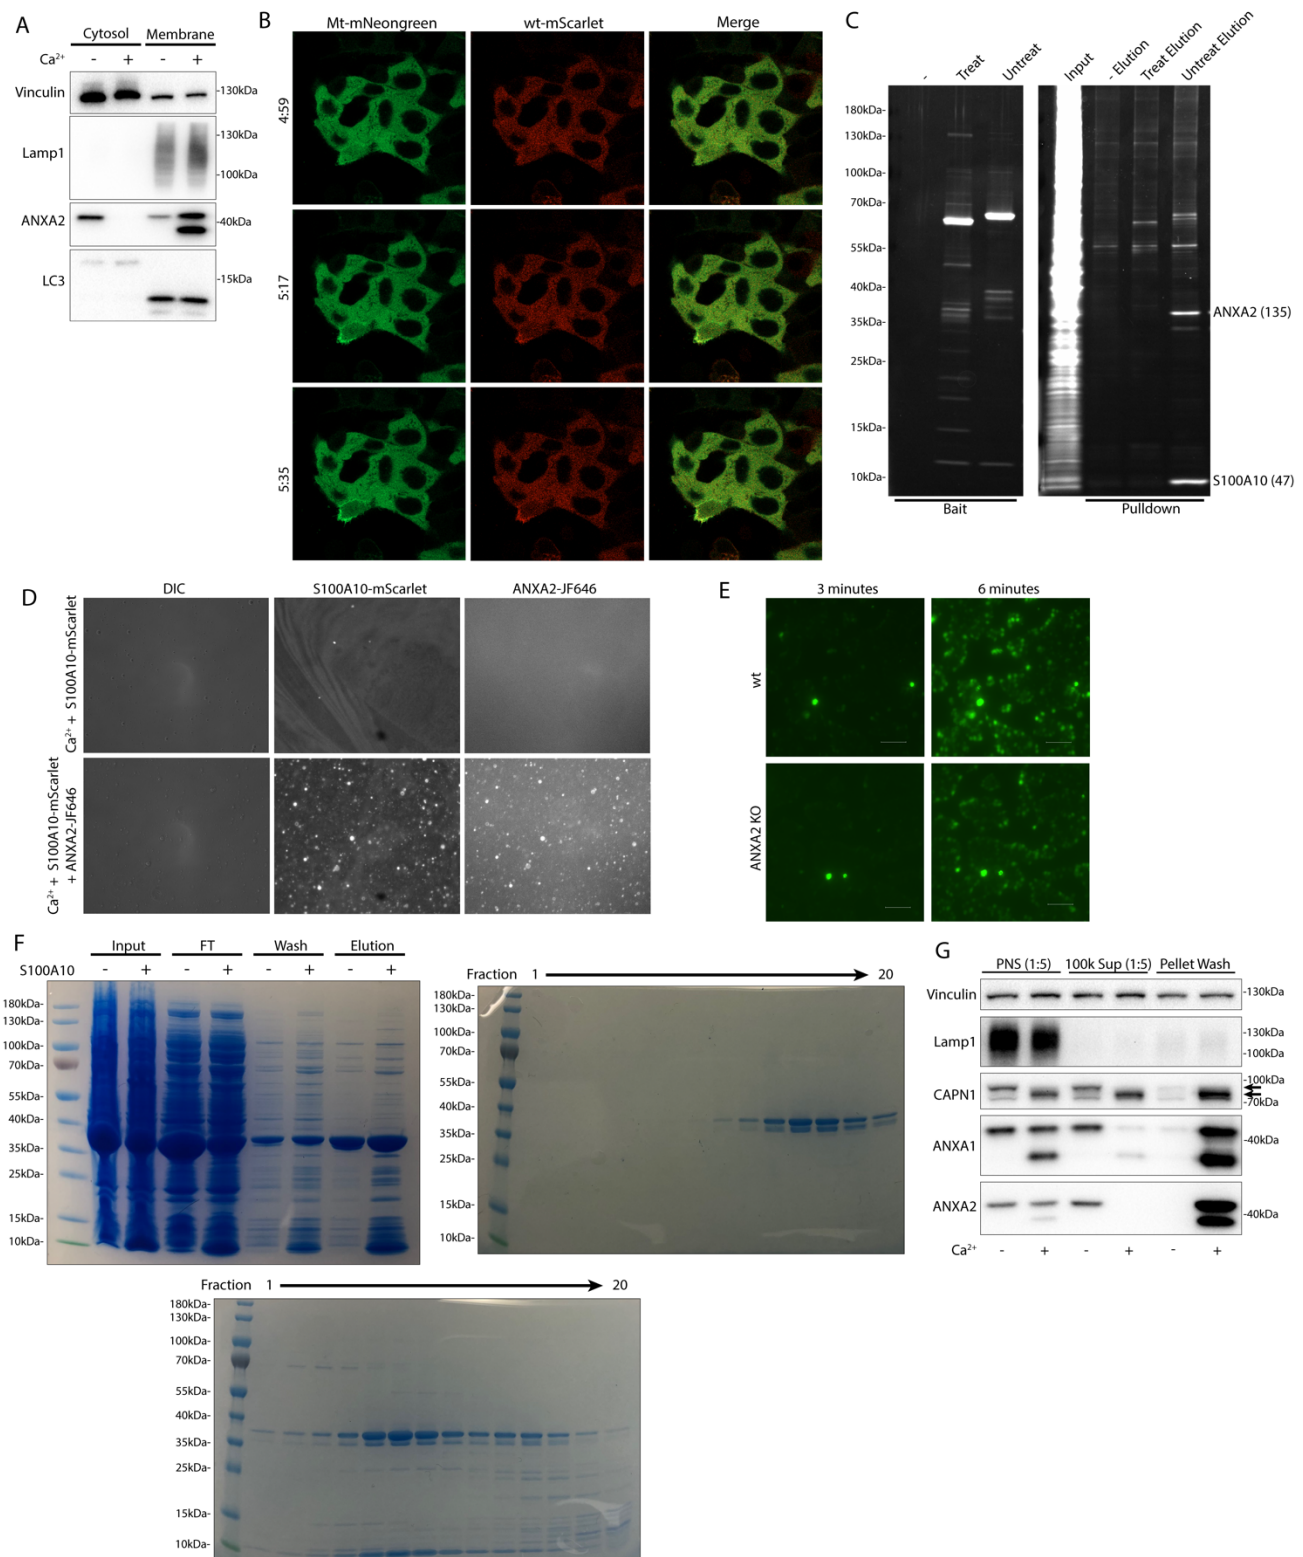 A
Cytosol Membrane
Ca²⁺ - + - +
Vinculin -130kDa
Lamp1 -130kDa
-100kDa
ANXA2 -40kDa
LC3 -15kDa
B
Mt-mNeongreen wt-mScarlet Merge
4:59
5:17
5:35
C
- Treat Untreat Input - Elution Treat Elution Untreat Elution
180kDa-
130kDa-
100kDa-
70kDa-
55kDa-
40kDa-
35kDa-
25kDa-
15kDa-
10kDa-
ANXA2 (135)
S100A10 (47)
Bait Pulldown
D
DIC S100A10-mScarlet ANXA2-JF646
Ca²⁺ + S100A10-mScarlet
Ca²⁺ + S100A10-mScarlet
+ ANXA2-JF646
E
3 minutes 6 minutes
wt
ANXA2 KO
F
Input FT Wash Elution
S100A10 - + - + - + - +
180kDa-
130kDa-
100kDa-
70kDa-
55kDa-
40kDa-
35kDa-
25kDa-
15kDa-
10kDa-
Fraction 1 20
180kDa-
130kDa-
100kDa-
70kDa-
55kDa-
40kDa-
35kDa-
25kDa-
15kDa-
10kDa-
Fraction 1 20
180kDa-
130kDa-
100kDa-
70kDa-
55kDa-
40kDa-
35kDa-
25kDa-
15kDa-
10kDa-
G
PNS (1:5) 100k Sup (1:5) Pellet Wash
Vinculin -130kDa
Lamp1 -130kDa
-100kDa
CAPN1 -100kDa
-70kDa
ANXA1 -40kDa
ANXA2 -40kDa
Ca²⁺ - + - + - +